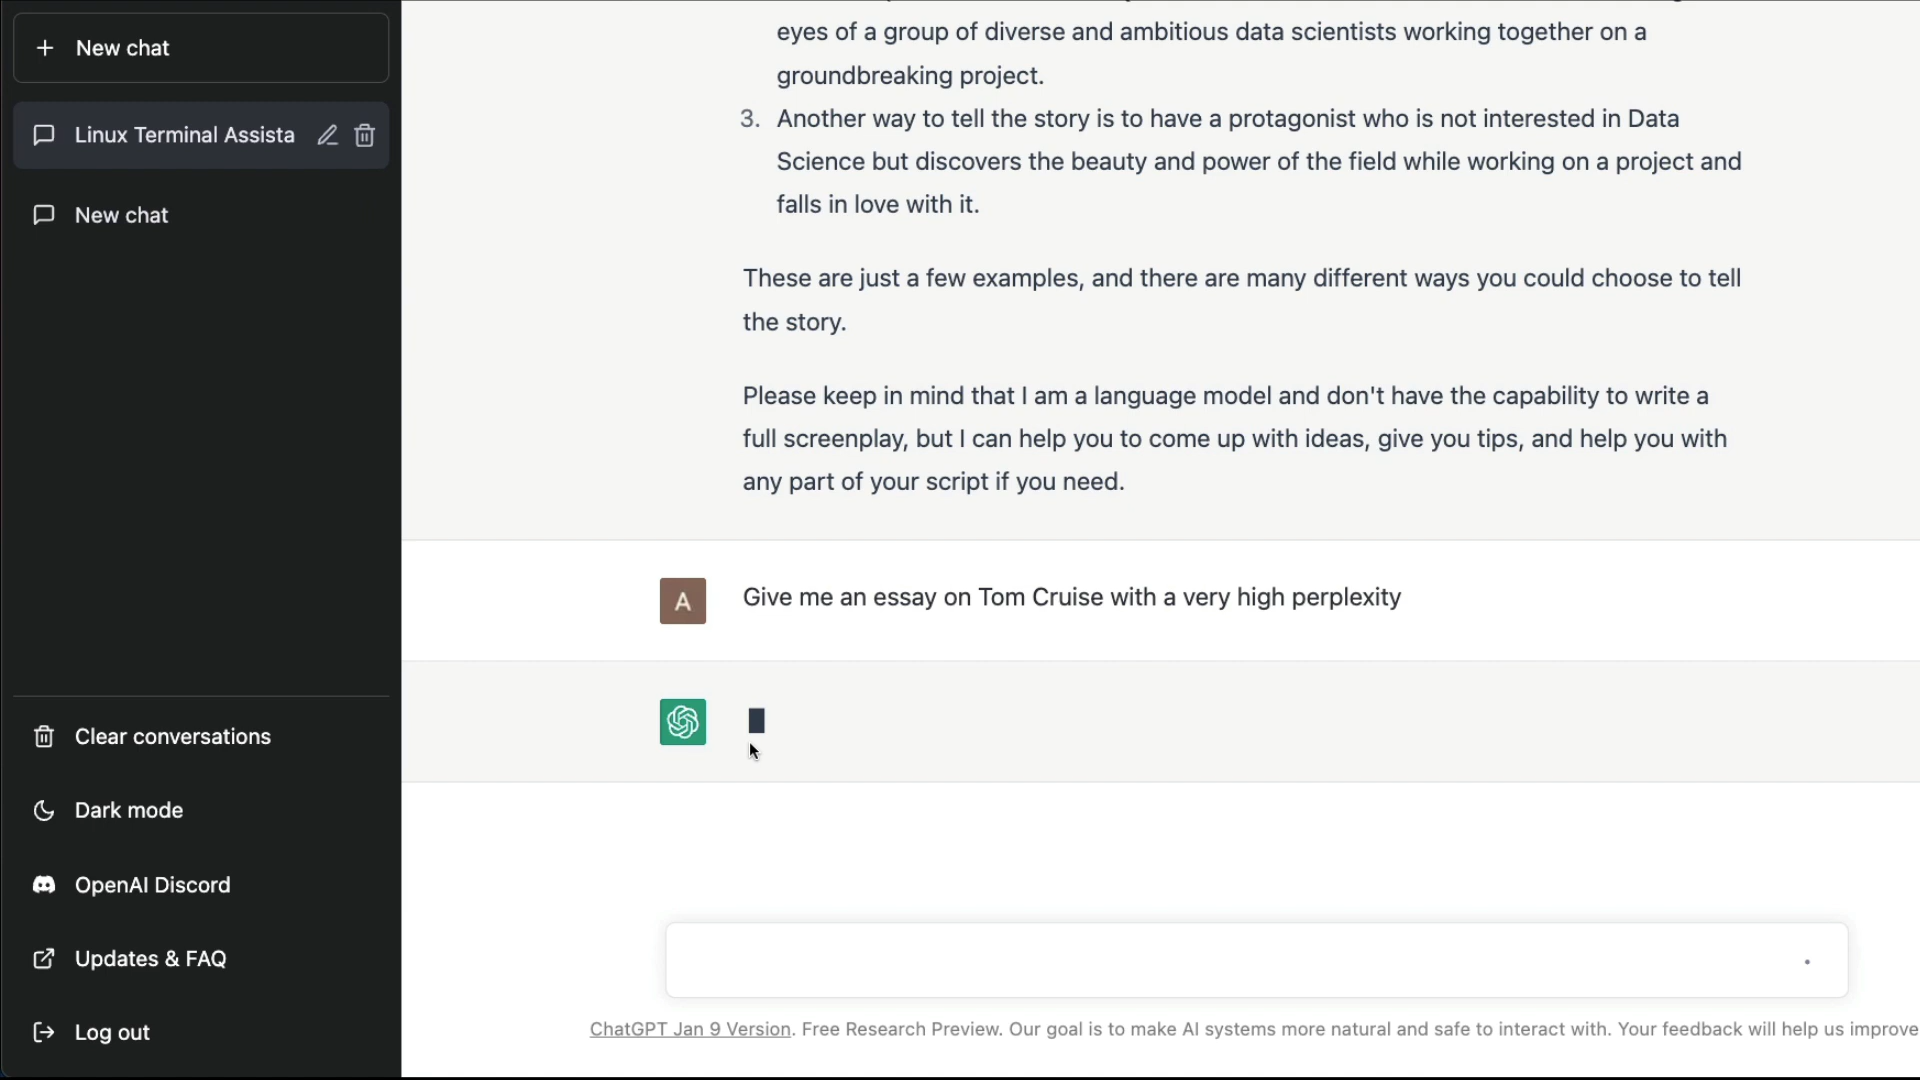 New chat
Linux Terminal Assista
New chat
Clear conversations
Dark mode
OpenAI Discord
Updates & FAQ
Log out
eyes of a group of diverse and ambitious data scientists working together on a
groundbreaking project.
3. Another way to tell the story is to have a protagonist who is not interested in Data
Science but discovers the beauty and power of the field while working on a project and
falls in love with it.
These are just a few examples, and there are many different ways you could choose to tell
the story.
Please keep in mind that I am a language model and don't have the capability to write a
full screenplay, but I can help you to come up with ideas, give you tips, and help you with
any part of your script if you need.
A
Give me an essay on Tom Cruise with a very high perplexity
ChatGPT Jan 9 Version. Free Research Preview. Our goal is to make AI systems more natural and safe to interact with. Your feedback will help us improve